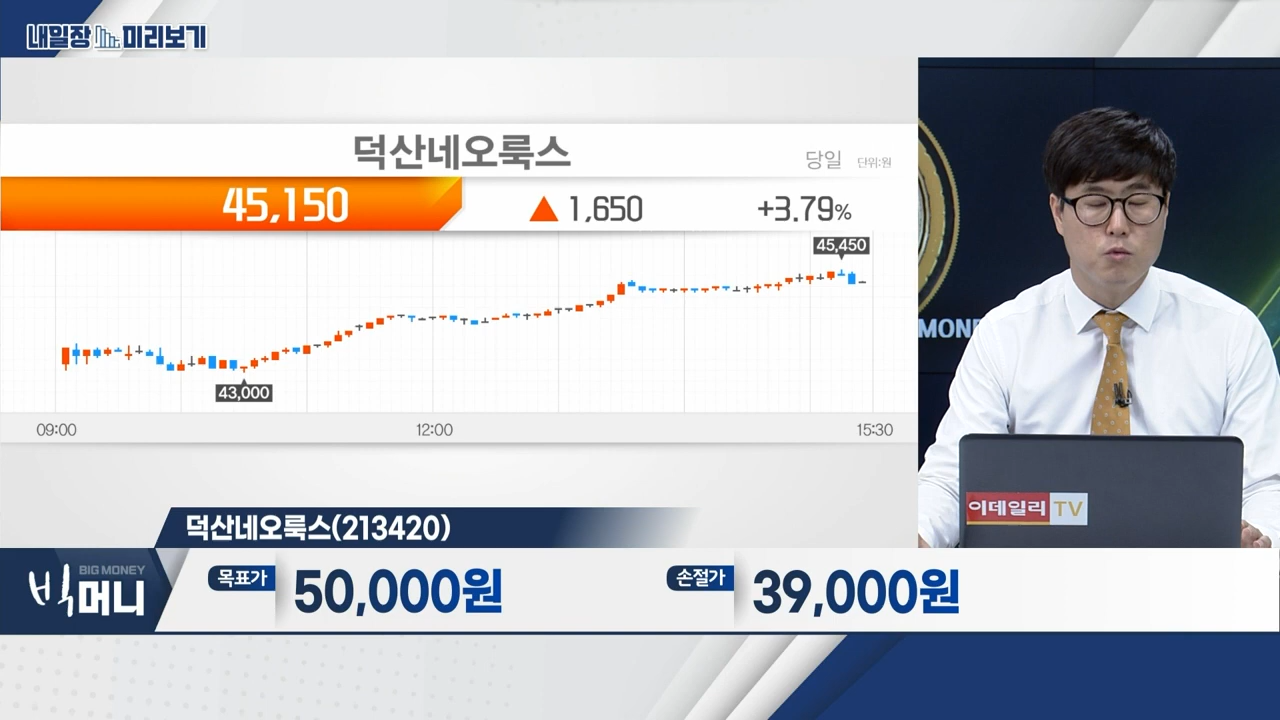 내일장 미리보기
덕산네오룩스
당일 단위:원
45,150 ▲ 1,650 +3.79%
45,450
43,000
09:00 12:00 15:30
MONE
이데일리 TV
덕산네오룩스(213420)
BIG MONEY
빅머니
목표가 50,000원 손절가 39,000원